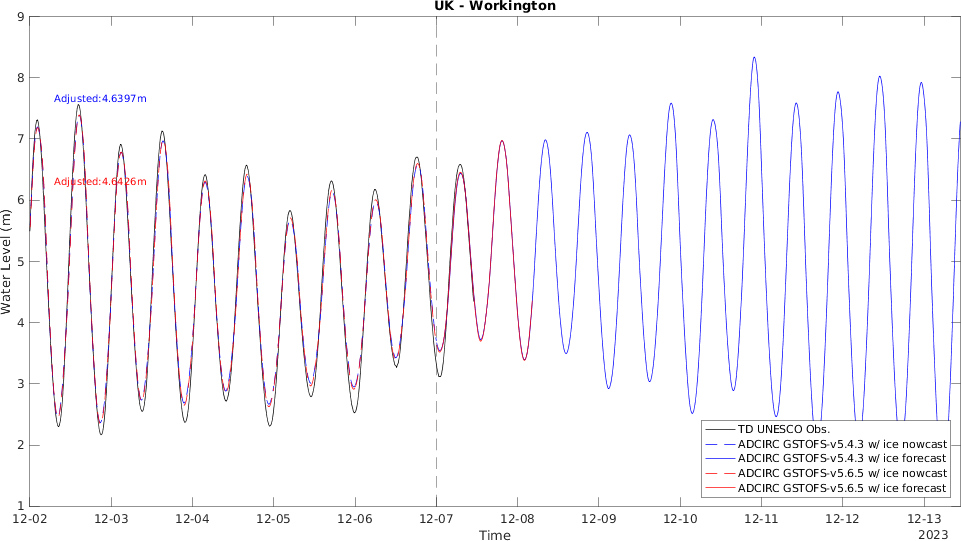 UK - Workington
9
8
7
6
5
4
3
2
1
Water Level (m)
Adjusted:4.6397m
Adjusted:4.6426m
TD UNESCO Obs.
ADCIRC GSTOFS-v5.4.3 w/ ice nowcast
ADCIRC GSTOFS-v5.4.3 w/ ice forecast
ADCIRC GSTOFS-v5.6.5 w/ ice nowcast
ADCIRC GSTOFS-v5.6.5 w/ ice forecast
12-02 12-03 12-04 12-05 12-06 12-07 12-08 12-09 12-10 12-11 12-12 12-13
Time
2023